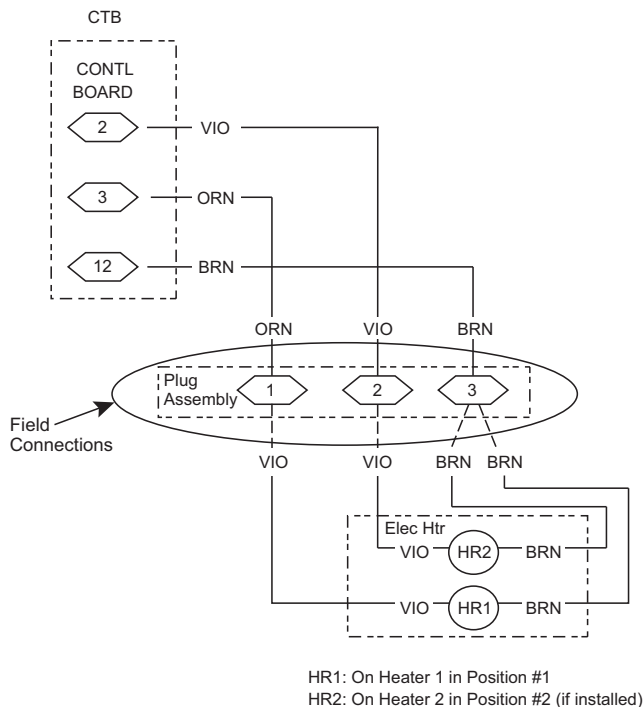 CTB
CONTL
BOARD
2 VIO
3 ORN
12 BRN
ORN VIO BRN
Plug
Assembly
1 2 3
Field
Connections
VIO VIO BRN BRN
Elec Htr
VIO HR2 BRN
VIO HR1 BRN
HR1: On Heater 1 in Position #1
HR2: On Heater 2 in Position #2 (if installed)